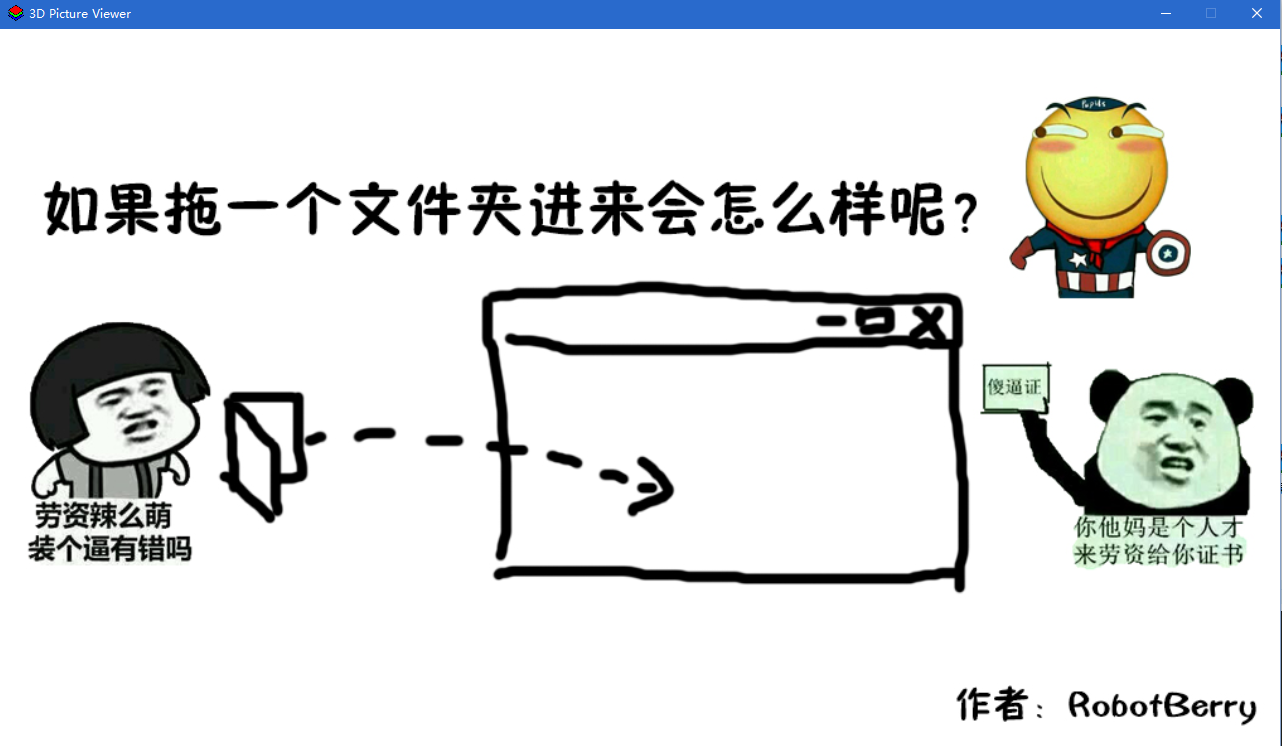 3D Picture Viewer
Pupils
如果拖一个文件夹进来会怎么样呢？
傻逼证
劳资辣么萌
装个逼有错吗
你他妈是个人才
来劳资给你证书
作者：RobotBerry